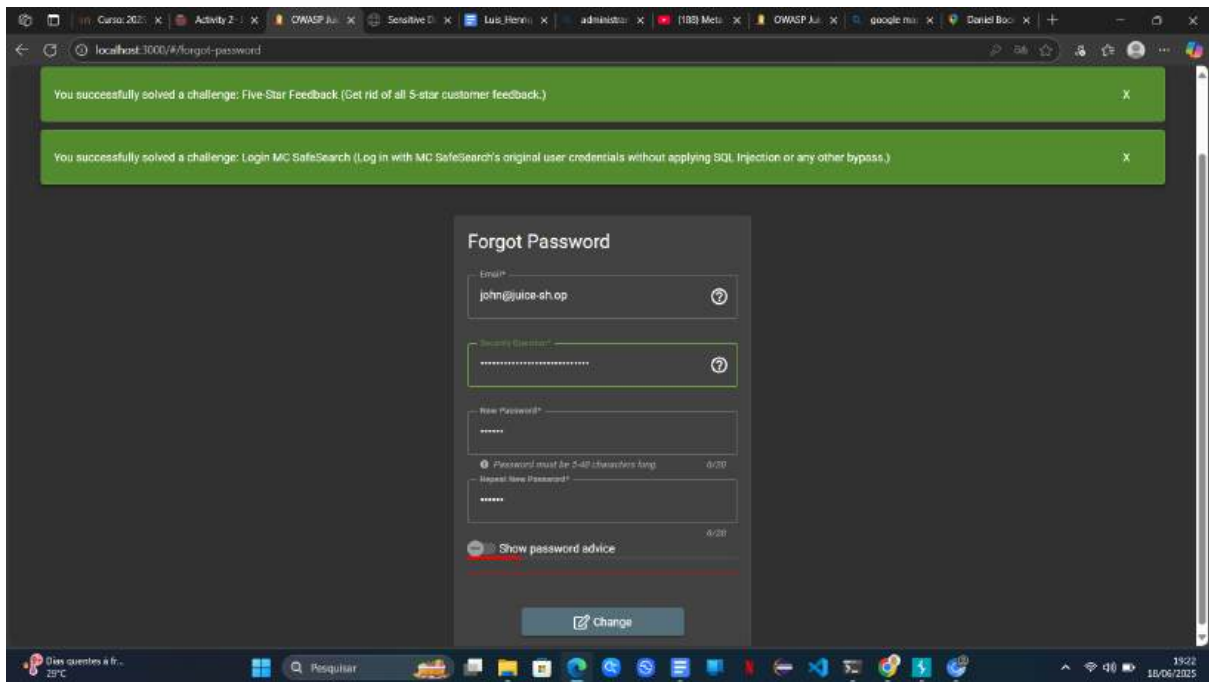 Curso: 202
Activity 2-
OWASP Ju
Sensitive D
Luis_Henri
administra
(188) Meta
OWASP Ju
google ma
Daniel Boo
localhost:3000/#/forgot-password
You successfully solved a challenge: Five-Star Feedback (Get rid of all 5-star customer feedback.)
X
You successfully solved a challenge: Login MC SafeSearch (Log in with MC SafeSearch's original user credentials without applying SQL Injection or any other bypass.)
X
Forgot Password
Email*
john@juice-sh.op
Security Question*
New Password*
Password must be 5-40 characters long.
6/20
Repeat New Password*
6/20
Show password advice
Change
Dias quentes à fr...
29°C
Pesquisar
19:22
18/06/2025